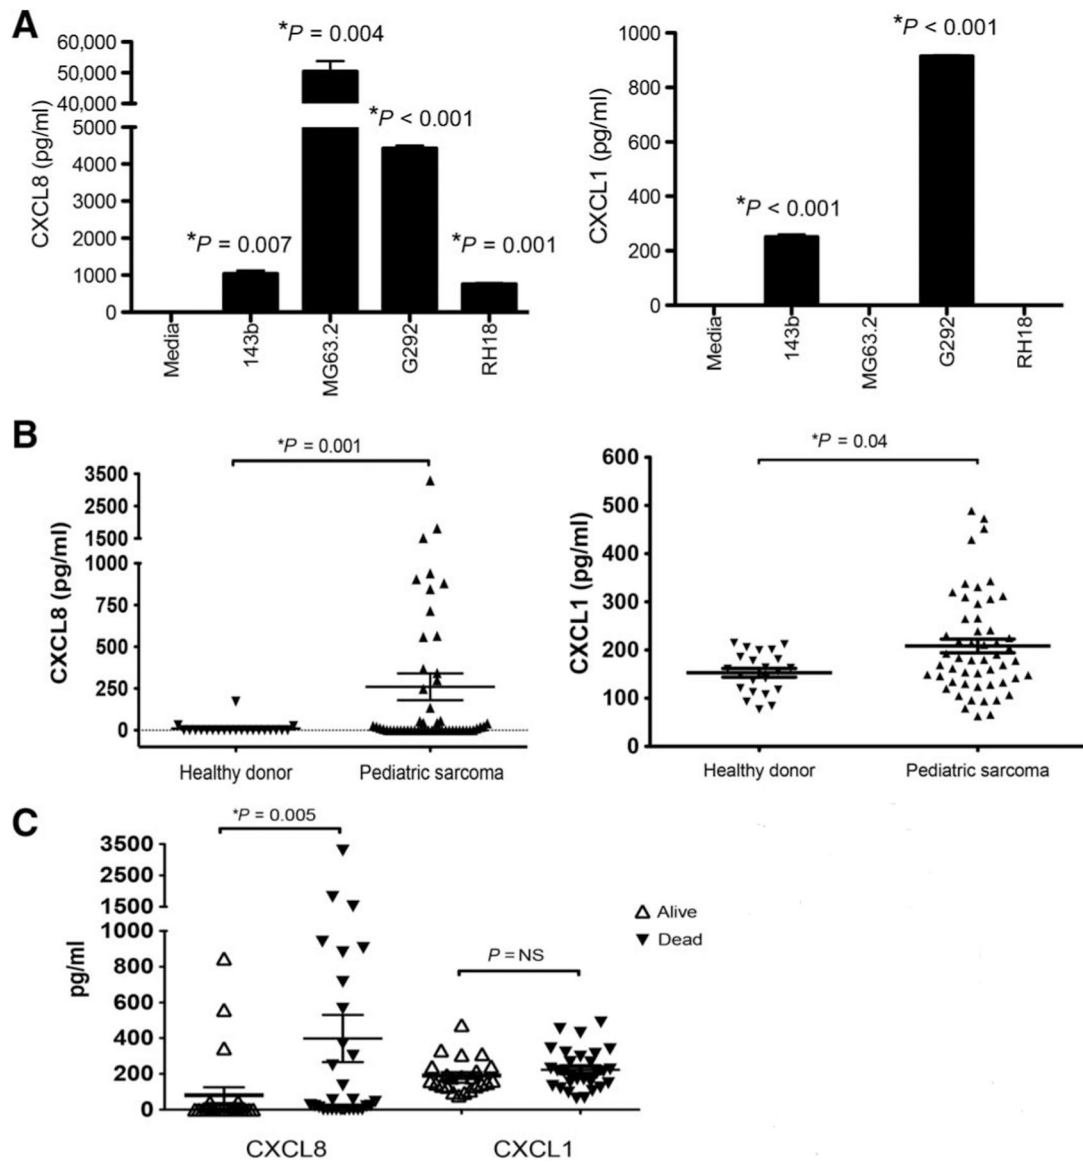 A
CXCL8 (pg/ml)
60,000
50,000
40,000
5000
4000
3000
2000
1000
0
*P = 0.007
*P = 0.004
*P < 0.001
*P = 0.001
Media
143b
MG63.2
G292
RH18
CXCL1 (pg/ml)
1000
800
600
400
200
0
*P < 0.001
*P < 0.001
Media
143b
MG63.2
G292
RH18
B
CXCL8 (pg/ml)
3500
2500
1500
1000
750
500
250
0
*P = 0.001
Healthy donor
Pediatric sarcoma
CXCL1 (pg/ml)
600
500
400
300
200
100
0
*P = 0.04
Healthy donor
Pediatric sarcoma
C
pg/ml
3500
2500
1500
1000
800
600
400
200
0
*P = 0.005
P = NS
Alive
Dead
CXCL8
CXCL1